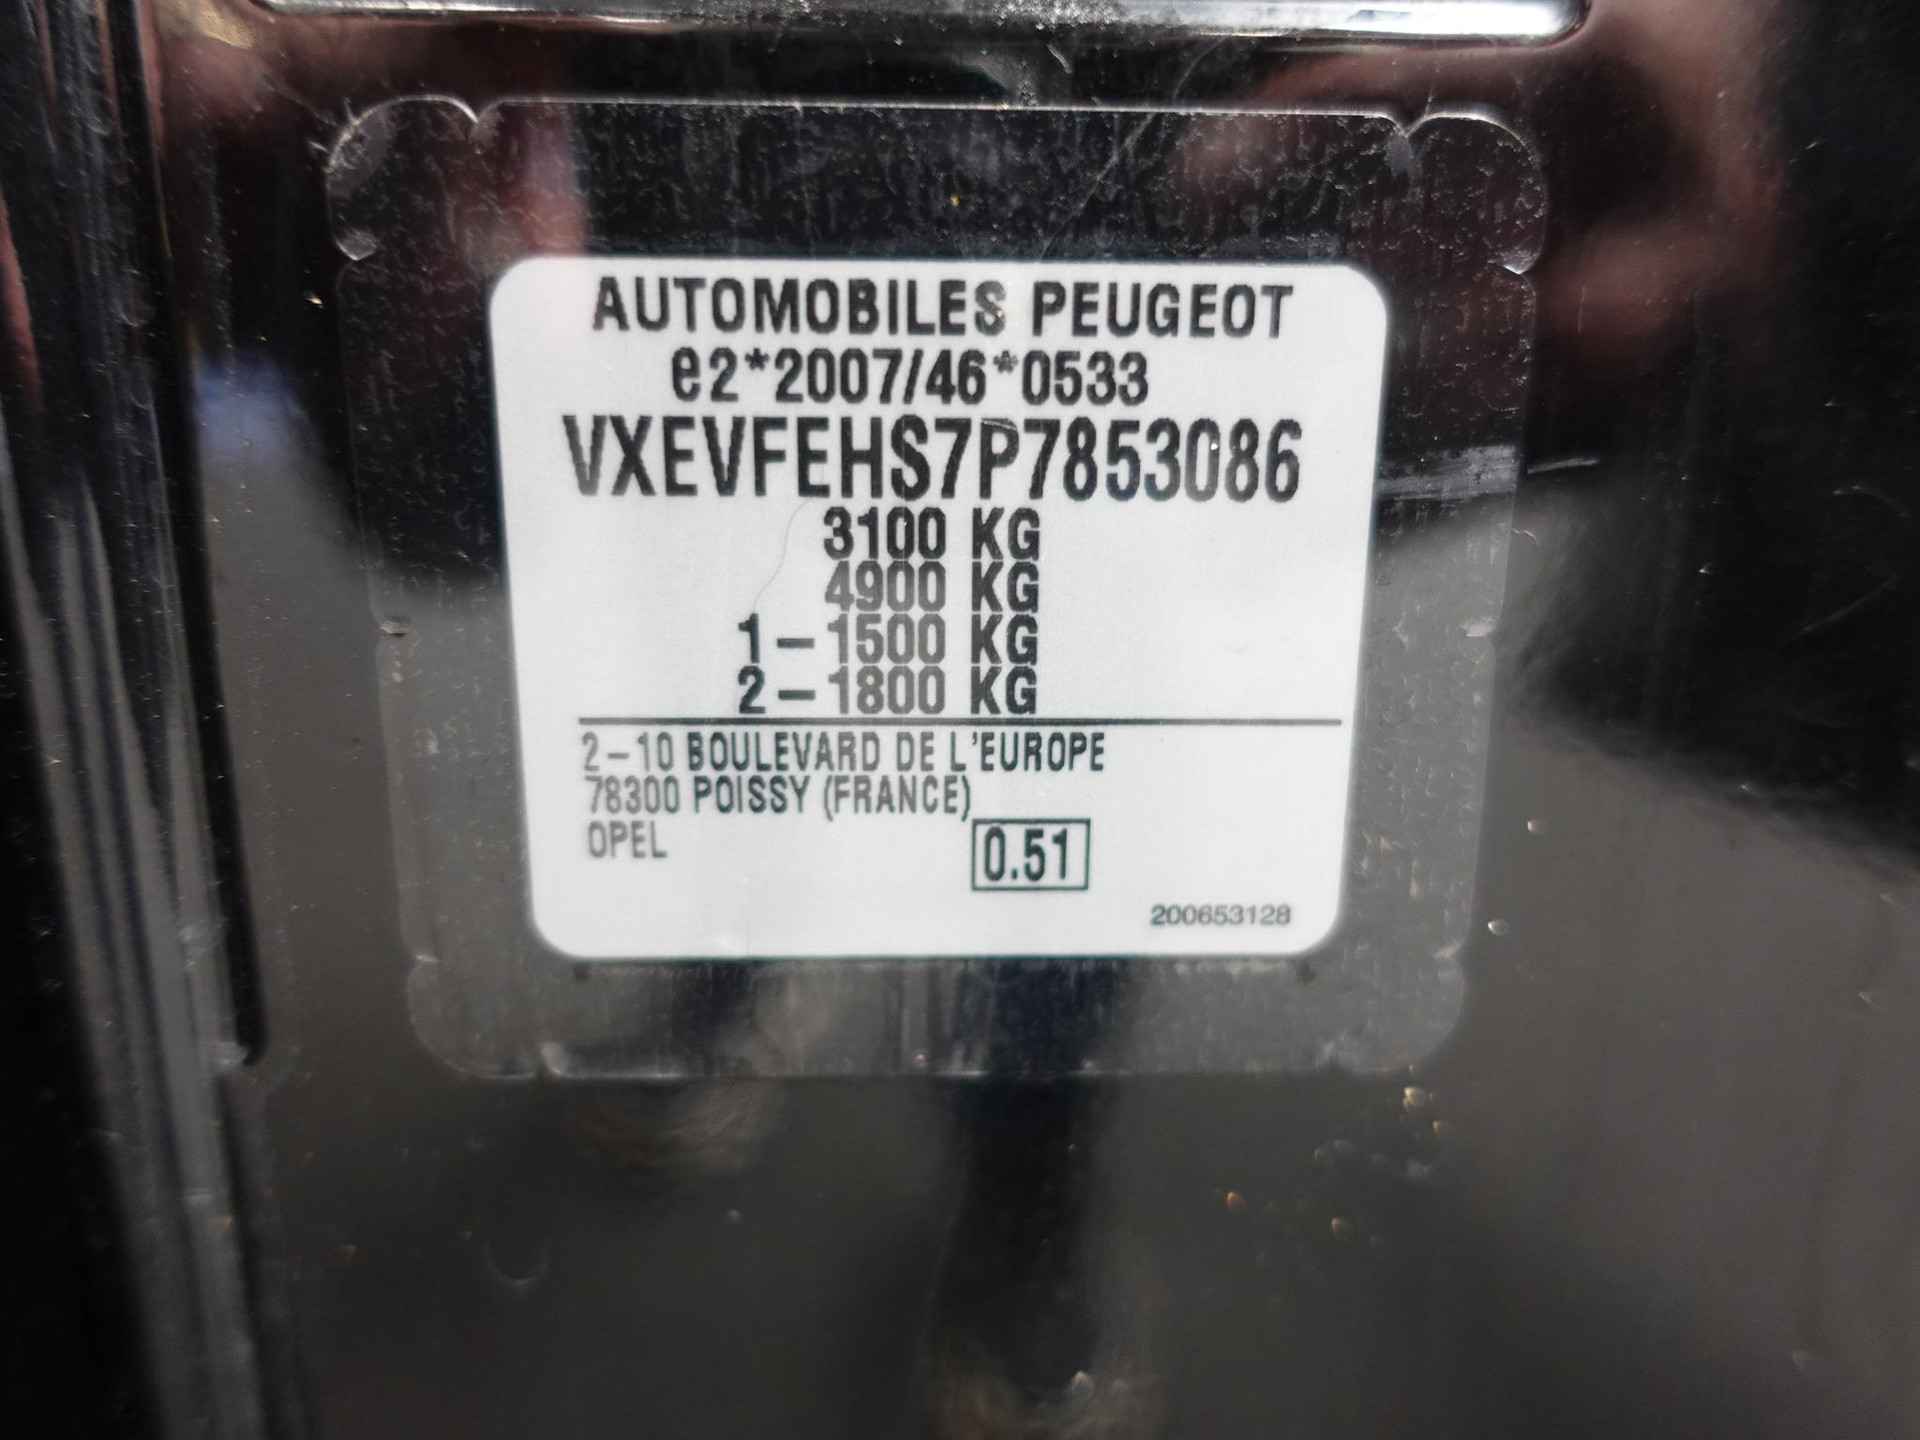 AUTOMOBILES PEUGEOT
e2*2007/46*0533
VXEVFEHS7P7853086
3100 KG
4900 KG
1-1500 KG
2-1800 KG
2-10 BOULEVARD DE L'EUROPE
78300 POISSY (FRANCE)
OPEL
0.51
200653128